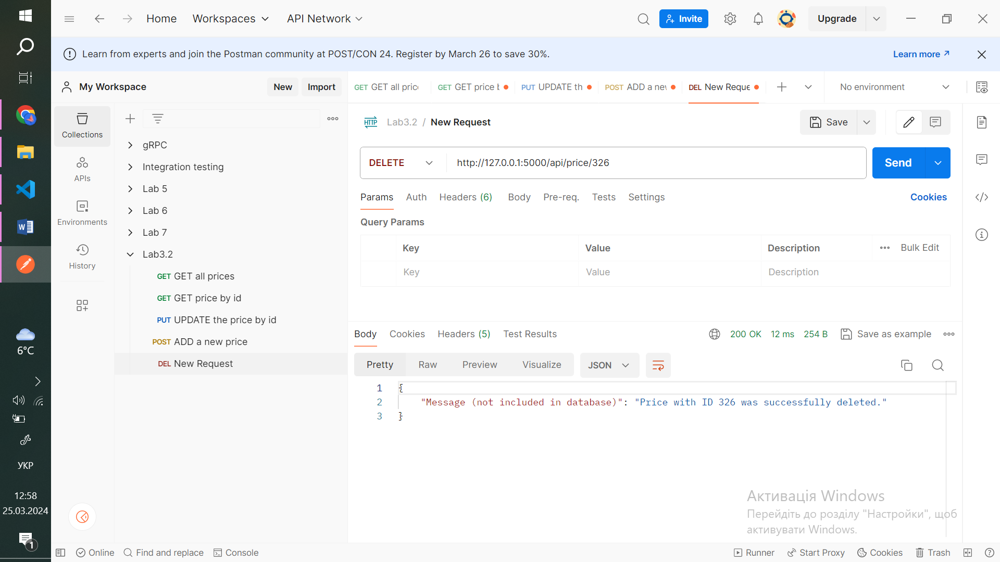 Home
Workspaces
API Network
Invite
Upgrade
Learn from experts and join the Postman community at POST/CON 24. Register by March 26 to save 30%.
Learn more
My Workspace
New
Import
GET GET all pric
GET GET price b
PUT UPDATE th
POST ADD a nev
DEL New Reque
No environment
Collections
APIs
Environments
History
gRPC
Integration testing
Lab 5
Lab 6
Lab 7
Lab3.2
GET GET all prices
GET GET price by id
PUT UPDATE the price by id
POST ADD a new price
DEL New Request
HTTP Lab3.2 / New Request
Save
DELETE
http://127.0.0.1:5000/api/price/326
Send
Params
Auth
Headers (6)
Body
Pre-req.
Tests
Settings
Cookies
Query Params
Key
Value
Description
Bulk Edit
Key
Value
Description
Body
Cookies
Headers (5)
Test Results
200 OK
12 ms
254 B
Save as example
Pretty
Raw
Preview
Visualize
JSON
1 {
2 "Message (not included in database)": "Price with ID 326 was successfully deleted."
3 }
Активація Windows
Перейдіть до розділу "Настройки", щоб
активувати Windows.
6°C
УКР
12:58
25.03.2024
1
Online
Find and replace
Console
Runner
Start Proxy
Cookies
Trash